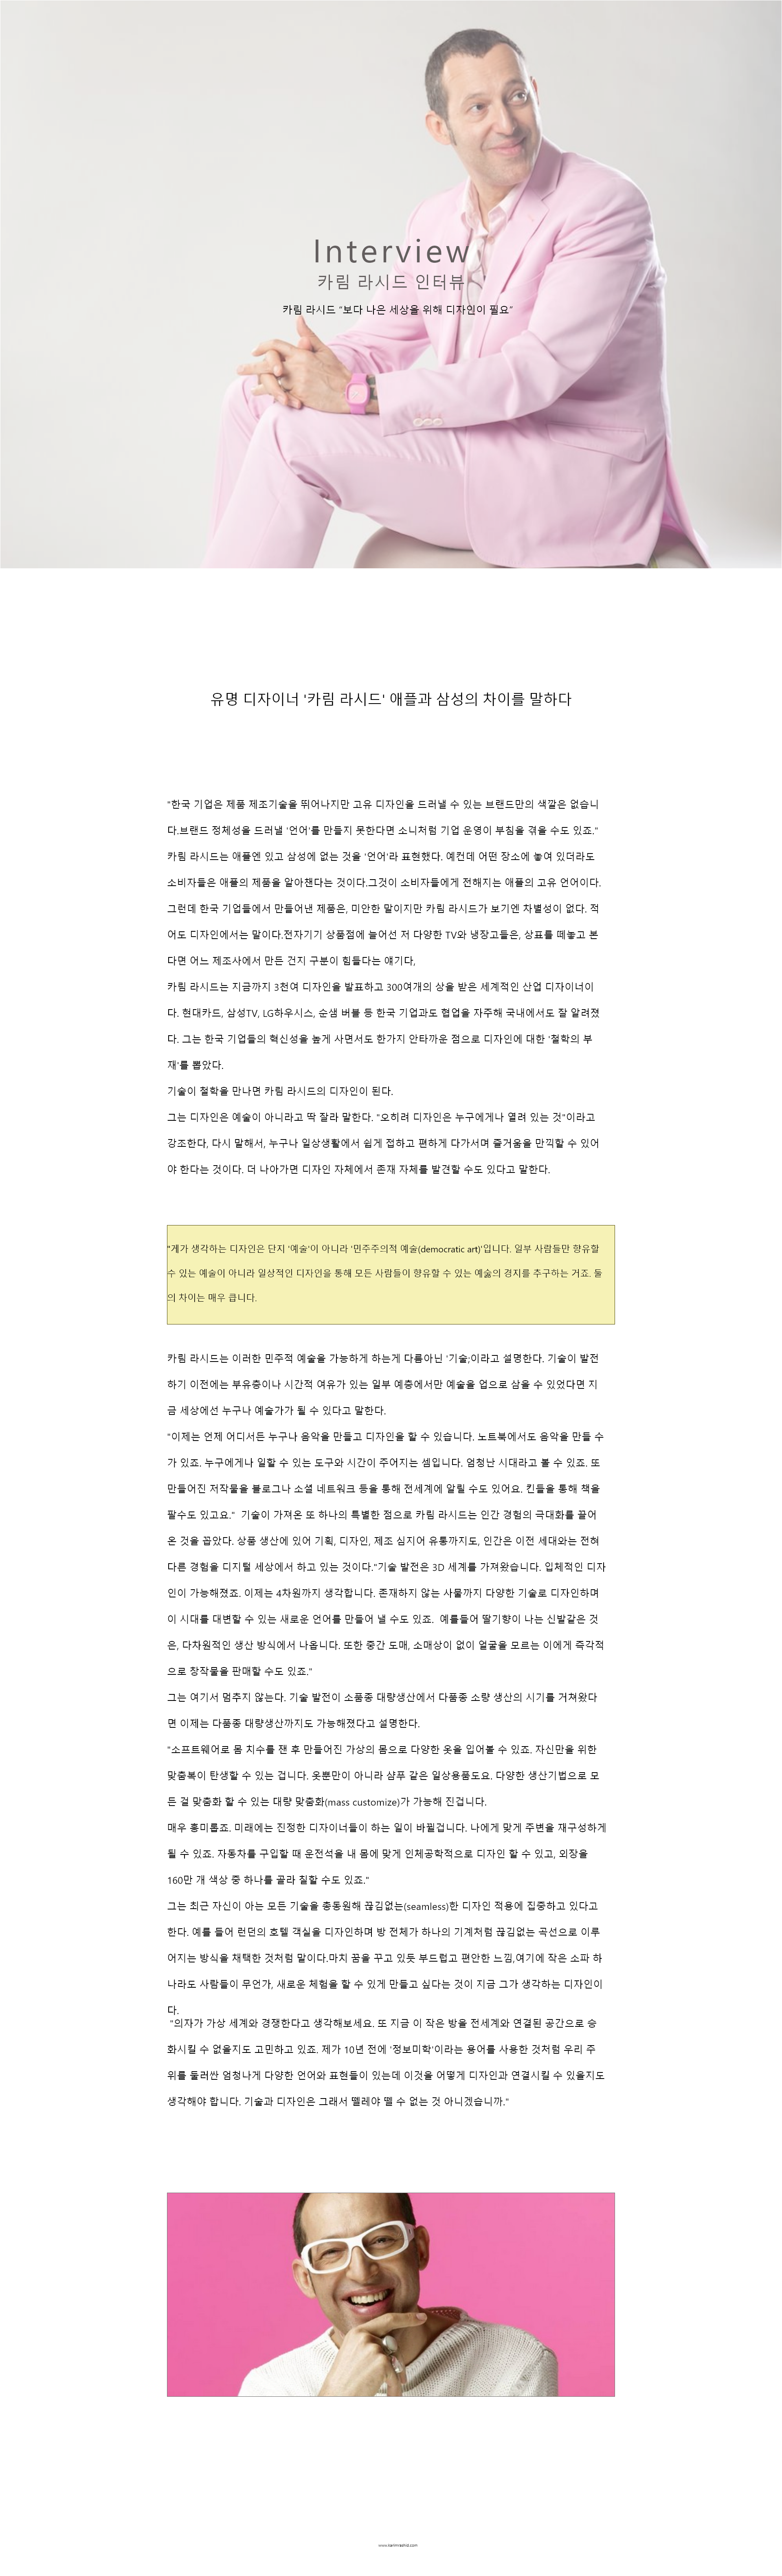 Interview
카림 라시드 인터뷰
카림 라시드 "보다 나은 세상을 위해 디자인이 필요"
유명 디자이너 '카림 라시드' 애플과 삼성의 차이를 말하다
"한국 기업은 제품 제조기술을 뛰어나지만 고유 디자인을 드러낼 수 있는 브랜드만의 색깔은 없습니
다.브랜드 정체성을 드러낼 '언어'를 만들지 못한다면 소니처럼 기업 운영이 부침을 겪을 수도 있죠."
카림 라시드는 애플엔 있고 삼성에 없는 것을 '언어'라 표현했다. 예컨데 어떤 장소에 놓여 있더라도
소비자들은 애플의 제품을 알아챈다는 것이다.그것이 소비자들에게 전해지는 애플의 고유 언어이다.
그런데 한국 기업들에서 만들어낸 제품은, 미안한 말이지만 카림 라시드가 보기엔 차별성이 없다. 적
어도 디자인에서는 말이다.전자기기 상품점에 늘어선 저 다양한 TV와 냉장고들은, 상표를 떼놓고 본
다면 어느 제조사에서 만든 건지 구분이 힘들다는 얘기다,
카림 라시드는 지금까지 3천여 디자인을 발표하고 300여개의 상을 받은 세계적인 산업 디자이너이
다. 현대카드, 삼성TV, LG하우시스, 순샘 버블 등 한국 기업과도 협업을 자주해 국내에서도 잘 알려졌
다. 그는 한국 기업들의 혁신성을 높게 사면서도 한가지 안타까운 점으로 디자인에 대한 '철학의 부
재'를 뽑았다.
기술이 철학을 만나면 카림 라시드의 디자인이 된다.
그는 디자인은 예술이 아니라고 딱 잘라 말한다. "오히려 디자인은 누구에게나 열려 있는 것"이라고
강조한다, 다시 말해서, 누구나 일상생활에서 쉽게 접하고 편하게 다가서며 즐거움을 만끽할 수 있어
야 한다는 것이다. 더 나아가면 디자인 자체에서 존재 자체를 발견할 수도 있다고 말한다.
"제가 생각하는 디자인은 단지 '예술'이 아니라 '민주주의적 예술(democratic art)'입니다. 일부 사람들만 향유할
수 있는 예술이 아니라 일상적인 디자인을 통해 모든 사람들이 향유할 수 있는 예술의 경지를 추구하는 거죠. 둘
의 차이는 매우 큽니다.
카림 라시드는 이러한 민주적 예술을 가능하게 하는게 다름아닌 '기술;이라고 설명한다. 기술이 발전
하기 이전에는 부유층이나 시간적 여유가 있는 일부 예층에서만 예술을 업으로 삼을 수 있었다면 지
금 세상에선 누구나 예술가가 될 수 있다고 말한다.
"이제는 언제 어디서든 누구나 음악을 만들고 디자인을 할 수 있습니다. 노트북에서도 음악을 만들 수
가 있죠. 누구에게나 일할 수 있는 도구와 시간이 주어지는 셈입니다. 엄청난 시대라고 볼 수 있죠. 또
만들어진 저작물을 블로그나 소셜 네트워크 등을 통해 전세계에 알릴 수도 있어요. 킨들을 통해 책을
팔수도 있고요." 기술이 가져온 또 하나의 특별한 점으로 카림 라시드는 인간 경험의 극대화를 끌어
온 것을 꼽았다. 상품 생산에 있어 기획, 디자인, 제조 심지어 유통까지도, 인간은 이전 세대와는 전혀
다른 경험을 디지털 세상에서 하고 있는 것이다."기술 발전은 3D 세계를 가져왔습니다. 입체적인 디자
인이 가능해졌죠. 이제는 4차원까지 생각합니다. 존재하지 않는 사물까지 다양한 기술로 디자인하며
이 시대를 대변할 수 있는 새로운 언어를 만들어 낼 수도 있죠. 예를들어 딸기향이 나는 신발같은 것
은, 다차원적인 생산 방식에서 나옵니다. 또한 중간 도매, 소매상이 없이 얼굴을 모르는 이에게 즉각적
으로 창작물을 판매할 수도 있죠."
그는 여기서 멈추지 않는다. 기술 발전이 소품종 대량생산에서 다품종 소량 생산의 시기를 거쳐왔다
면 이제는 다품종 대량생산까지도 가능해졌다고 설명한다.
"소프트웨어로 몸 치수를 잰 후 만들어진 가상의 몸으로 다양한 옷을 입어볼 수 있죠. 자신만을 위한
맞춤복이 탄생할 수 있는 겁니다. 옷뿐만이 아니라 샴푸 같은 일상용품도요. 다양한 생산기법으로 모
든 걸 맞춤화 할 수 있는 대량 맞춤화(mass customize)가 가능해 진겁니다.
매우 흥미롭죠. 미래에는 진정한 디자이너들이 하는 일이 바뀔겁니다. 나에게 맞게 주변을 재구성하게
될 수 있죠. 자동차를 구입할 때 운전석을 내 몸에 맞게 인체공학적으로 디자인 할 수 있고, 외장을
160만 개 색상 중 하나를 골라 칠할 수도 있죠."
그는 최근 자신이 아는 모든 기술을 총동원해 끊김없는(seamless)한 디자인 적용에 집중하고 있다고
한다. 예를 들어 런던의 호텔 객실을 디자인하며 방 전체가 하나의 기계처럼 끊김없는 곡선으로 이루
어지는 방식을 채택한 것처럼 말이다.마치 꿈을 꾸고 있듯 부드럽고 편안한 느낌,여기에 작은 소파 하
나라도 사람들이 무언가, 새로운 체험을 할 수 있게 만들고 싶다는 것이 지금 그가 생각하는 디자인이
다.
"의자가 가상 세계와 경쟁한다고 생각해보세요. 또 지금 이 작은 방을 전세계와 연결된 공간으로 승
화시킬 수 없을지도 고민하고 있죠. 제가 10년 전에 '정보미학'이라는 용어를 사용한 것처럼 우리 주
위를 둘러싼 엄청나게 다양한 언어와 표현들이 있는데 이것을 어떻게 디자인과 연결시킬 수 있을지도
생각해야 합니다. 기술과 디자인은 그래서 뗄레야 뗄 수 없는 것 아니겠습니까."
www.karimrashid.com